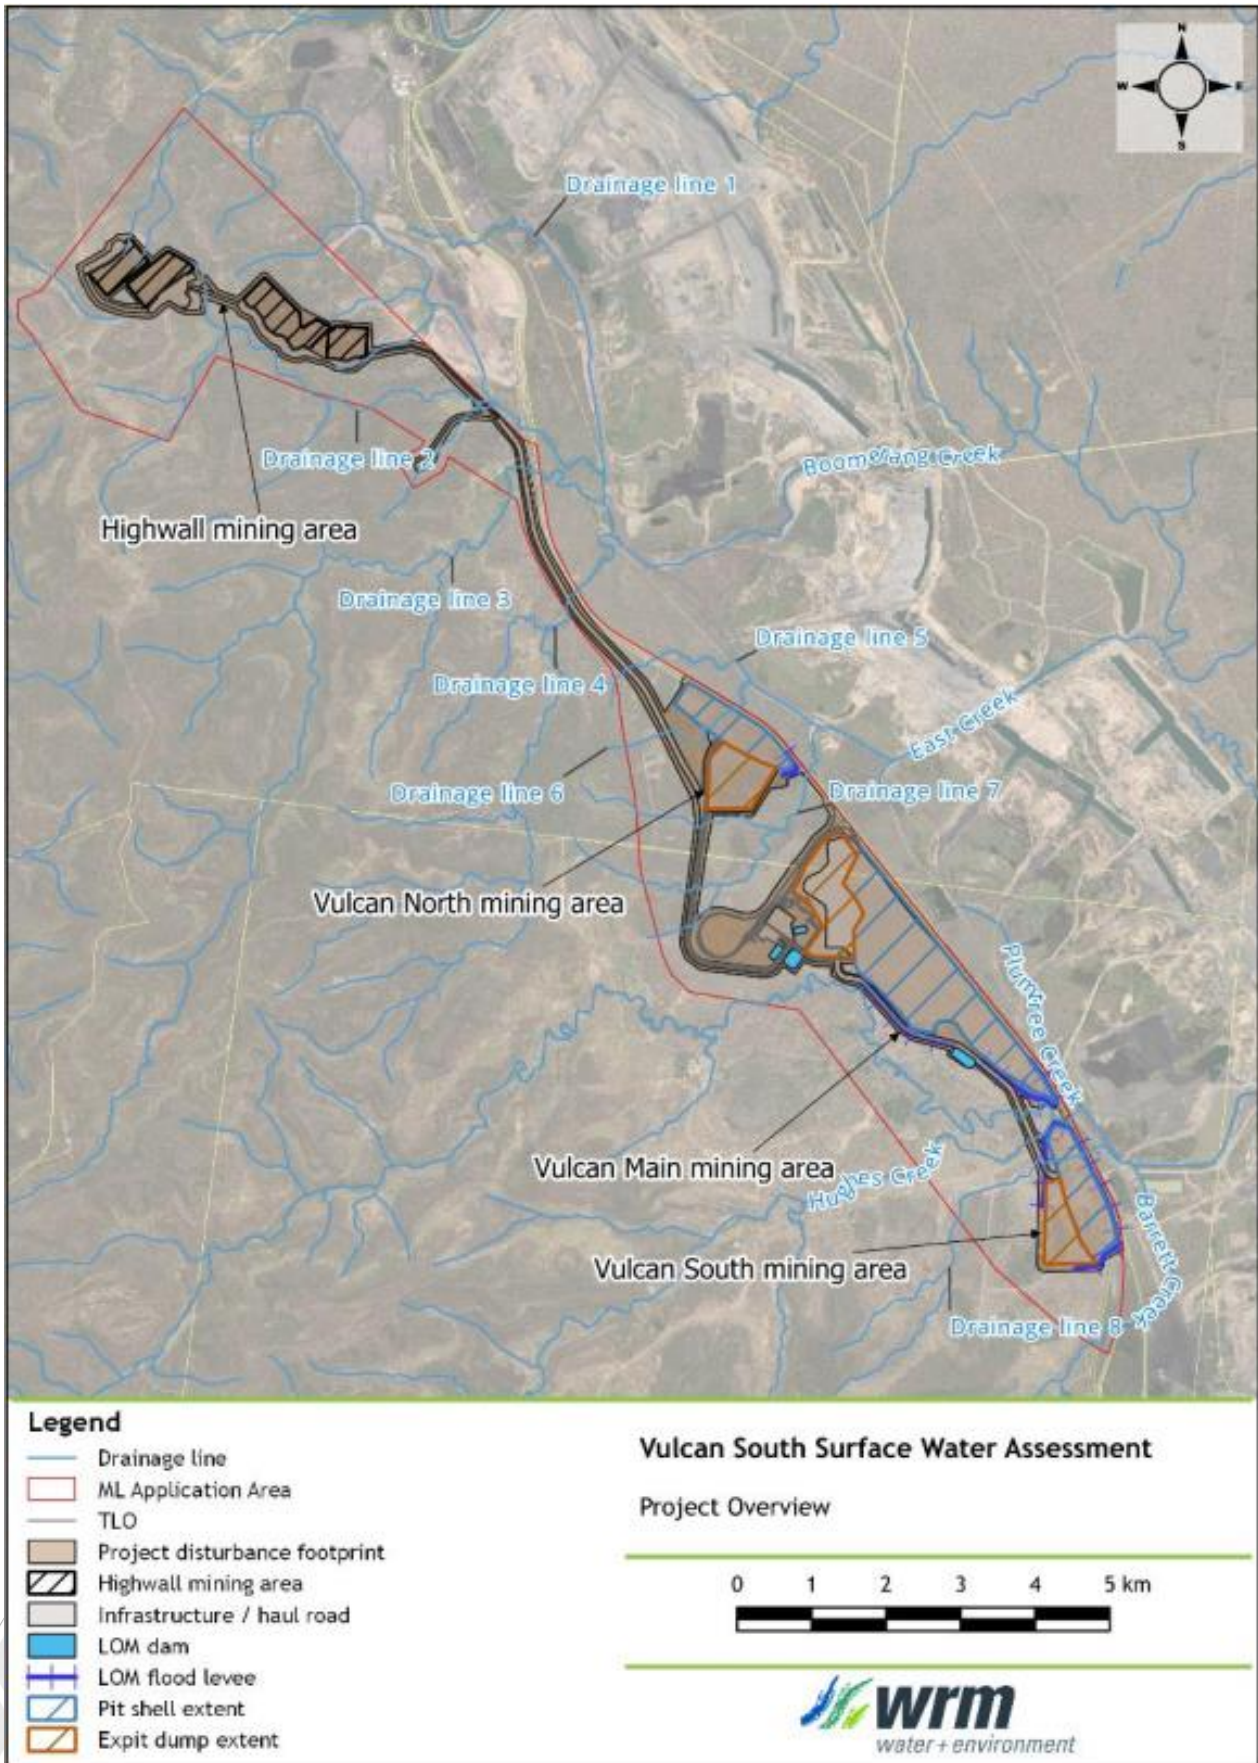 N
W E
S
Drainage line 1
Boomerang Creek
Drainage line 2
Highwall mining area
Drainage line 3
Drainage line 5
Drainage line 4
East Creek
Drainage line 6
Drainage line 7
Vulcan North mining area
Plumtree Creek
Vulcan Main mining area
Hughes Creek
Barrett Creek
Vulcan South mining area
Drainage line 8
Legend
Drainage line
ML Application Area
TLO
Project disturbance footprint
Highwall mining area
Infrastructure / haul road
LOM dam
LOM flood levee
Pit shell extent
Expit dump extent
Vulcan South Surface Water Assessment
Project Overview
0 1 2 3 4 5 km
wrm
water + environment